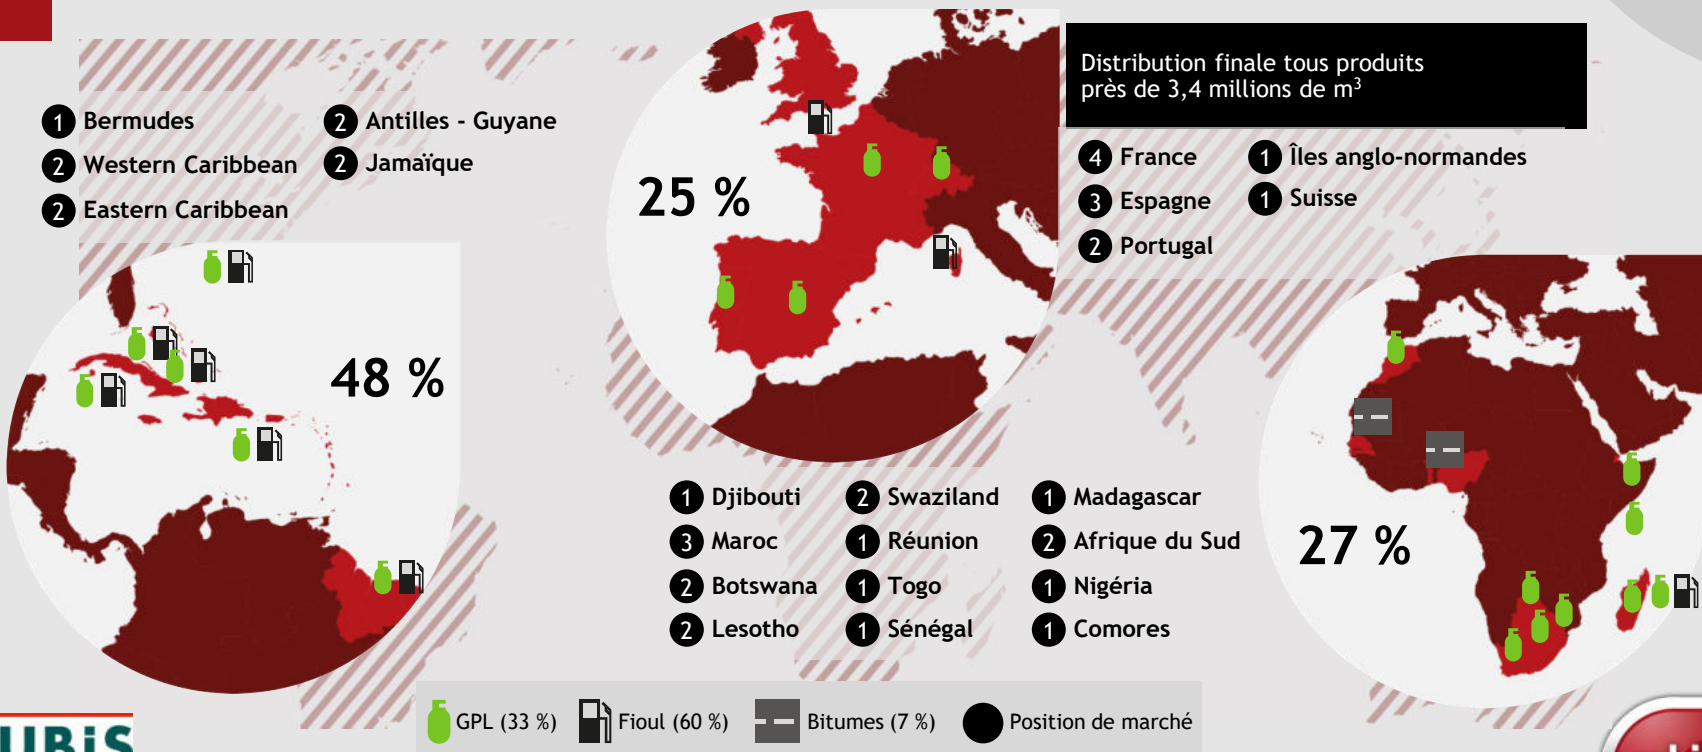 Distribution finale tous produits
près de 3,4 millions de m³
1 Bermudes
2 Western Caribbean
2 Eastern Caribbean
2 Antilles - Guyane
2 Jamaïque
48 %
25 %
4 France
3 Espagne
2 Portugal
1 Îles anglo-normandes
1 Suisse
1 Djibouti
3 Maroc
2 Botswana
2 Lesotho
2 Swaziland
1 Réunion
1 Togo
1 Sénégal
1 Madagascar
2 Afrique du Sud
1 Nigéria
1 Comores
27 %
GPL (33 %)
Fioul (60 %)
Bitumes (7 %)
Position de marché
UBiS